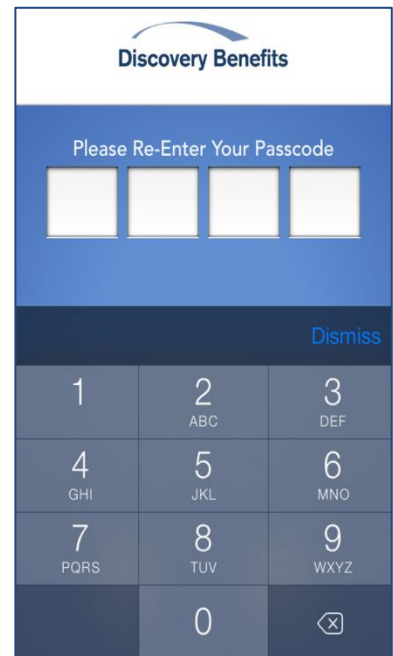 Discovery Benefits
Please Re-Enter Your Passcode
Dismiss
1 2 3
ABC DEF
4 5 6
GHI JKL MNO
7 8 9
PQRS TUV WXYZ
0